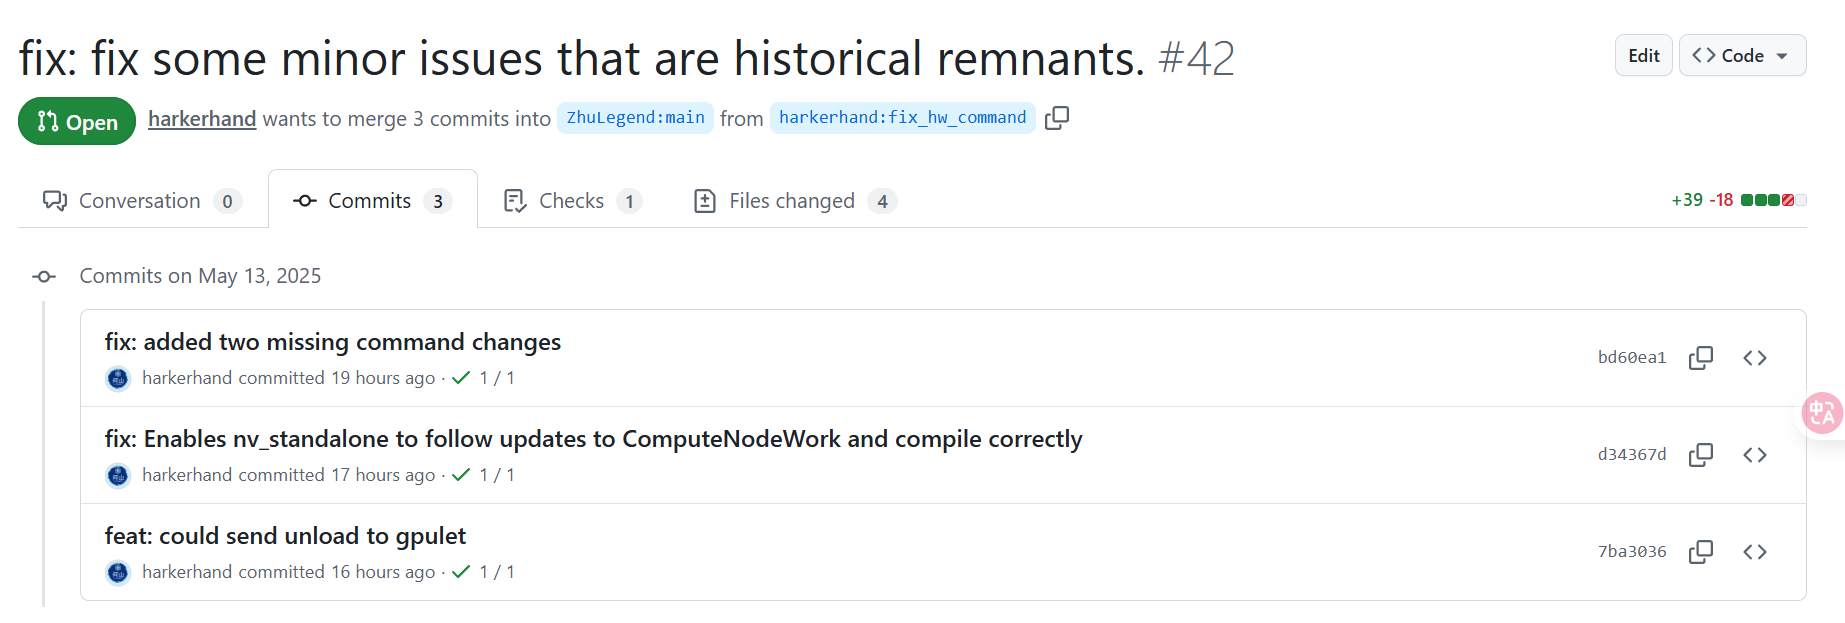 fix: fix some minor issues that are historical remnants. #42
Edit
Code
Open
harkerhand wants to merge 3 commits into ZhuLegend:main from harkerhand:fix_hw_command
Conversation 0
Commits 3
Checks 1
Files changed 4
+39 -18
Commits on May 13, 2025
fix: added two missing command changes
harkerhand committed 19 hours ago · 1 / 1
bd60ea1
fix: Enables nv_standalone to follow updates to ComputeNodeWork and compile correctly
harkerhand committed 17 hours ago · 1 / 1
d34367d
feat: could send unload to gpulet
harkerhand committed 16 hours ago · 1 / 1
7ba3036
中
A